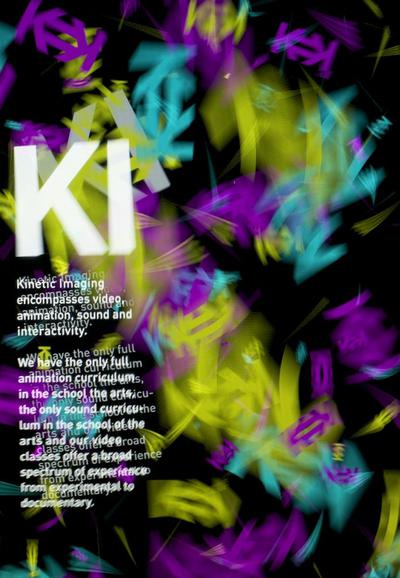 KI
Kinetic Imaging
encompasses video,
animation, sound and
interactivity.
We have the only full
animation curriculum
in the school the arts,
the only sound curricu-
lum in the school of the
arts and our video
classes offer a broad
spectrum of experience
from experimental to
documentary.